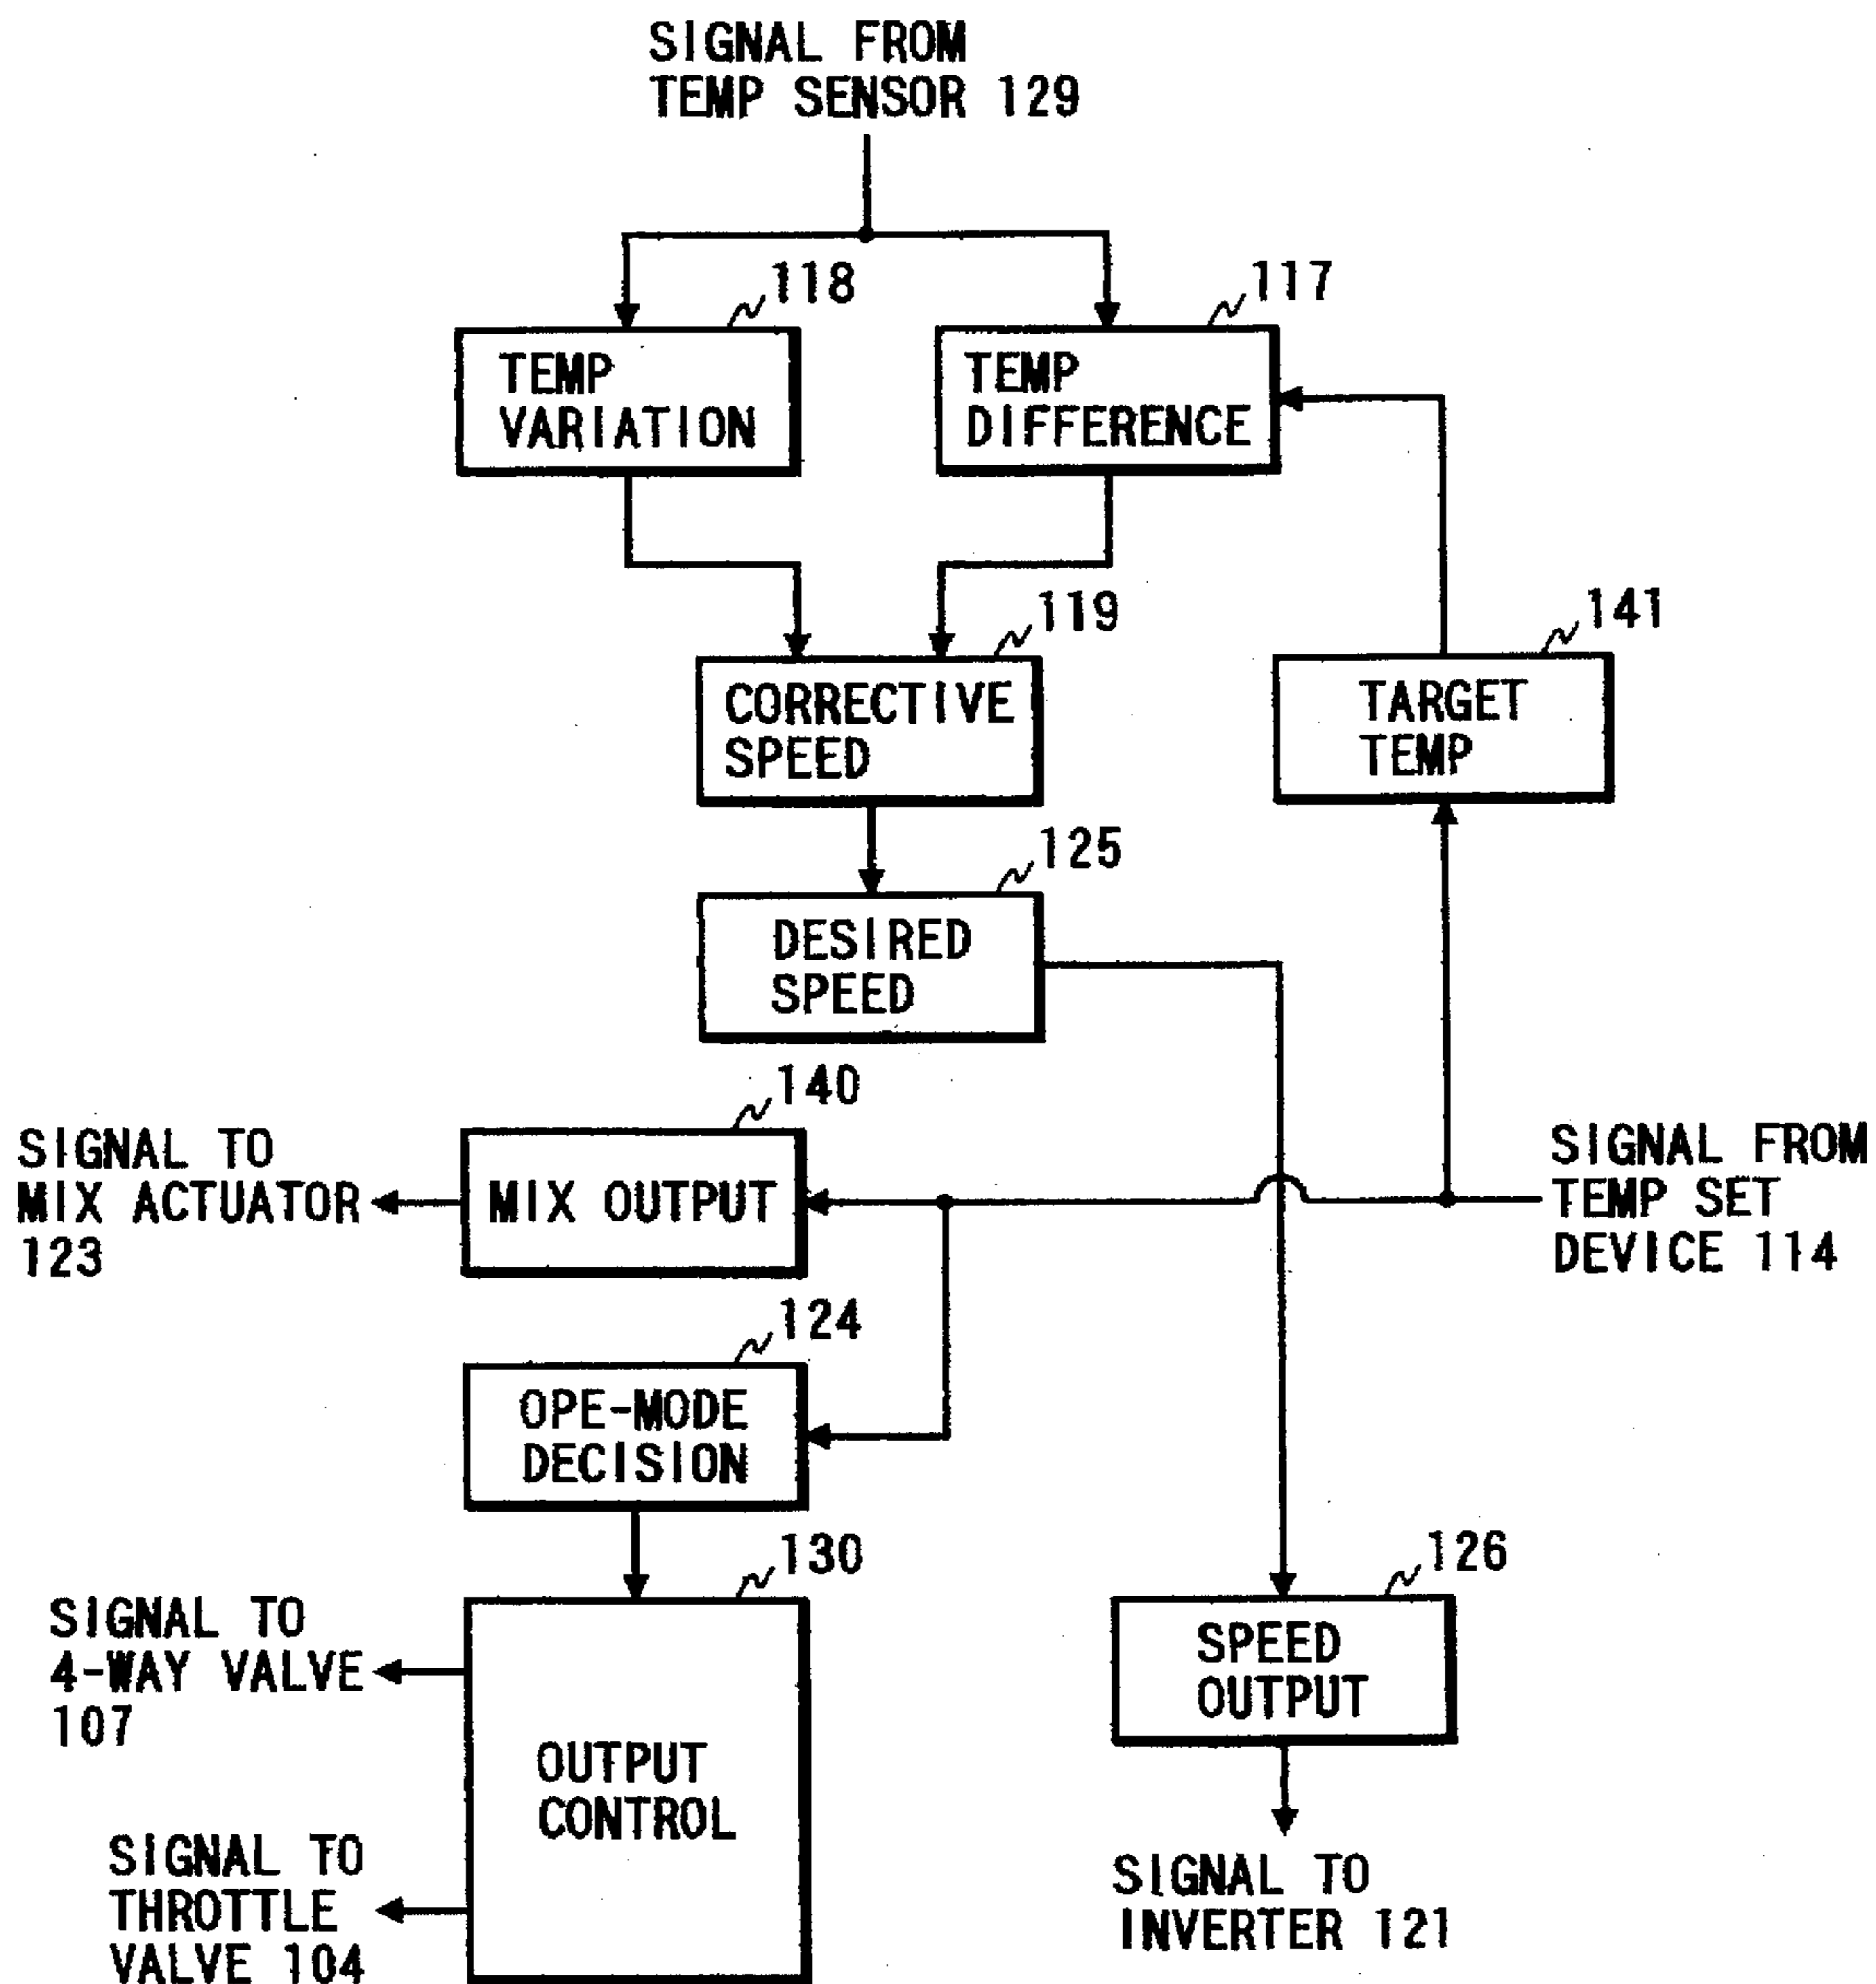 SIGNAL FROM
TEMP SENSOR 129
118
117
TEMP
VARIATION
TEMP
DIFFERENCE
119
141
CORRECTIVE
SPEED
TARGET
TEMP
125
DESIRED
SPEED
140
SIGNAL TO
MIX ACTUATOR
123
MIX OUTPUT
SIGNAL FROM
TEMP SET
DEVICE 114
124
OPE-MODE
DECISION
130
126
SIGNAL TO
4-WAY VALVE
107
SPEED
OUTPUT
OUTPUT
CONTROL
SIGNAL TO
THROTTLE
VALVE 104
SIGNAL TO
INVERTER 121